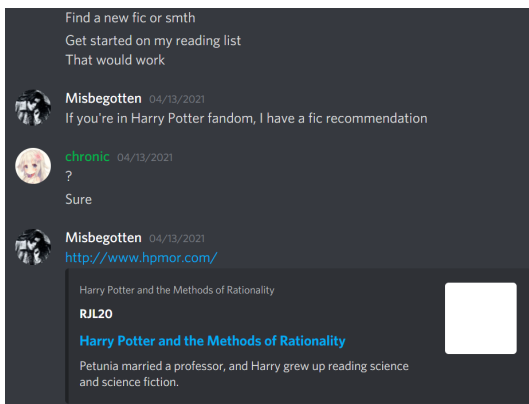 Find a new fic or smth
Get started on my reading list
That would work
Misbegotten 04/13/2021
If you're in Harry Potter fandom, I have a fic recommendation
chronic 04/13/2021
?
Sure
Misbegotten 04/13/2021
http://www.hpmor.com/
Harry Potter and the Methods of Rationality
RJL20
Harry Potter and the Methods of Rationality
Petunia married a professor, and Harry grew up reading science
and science fiction.